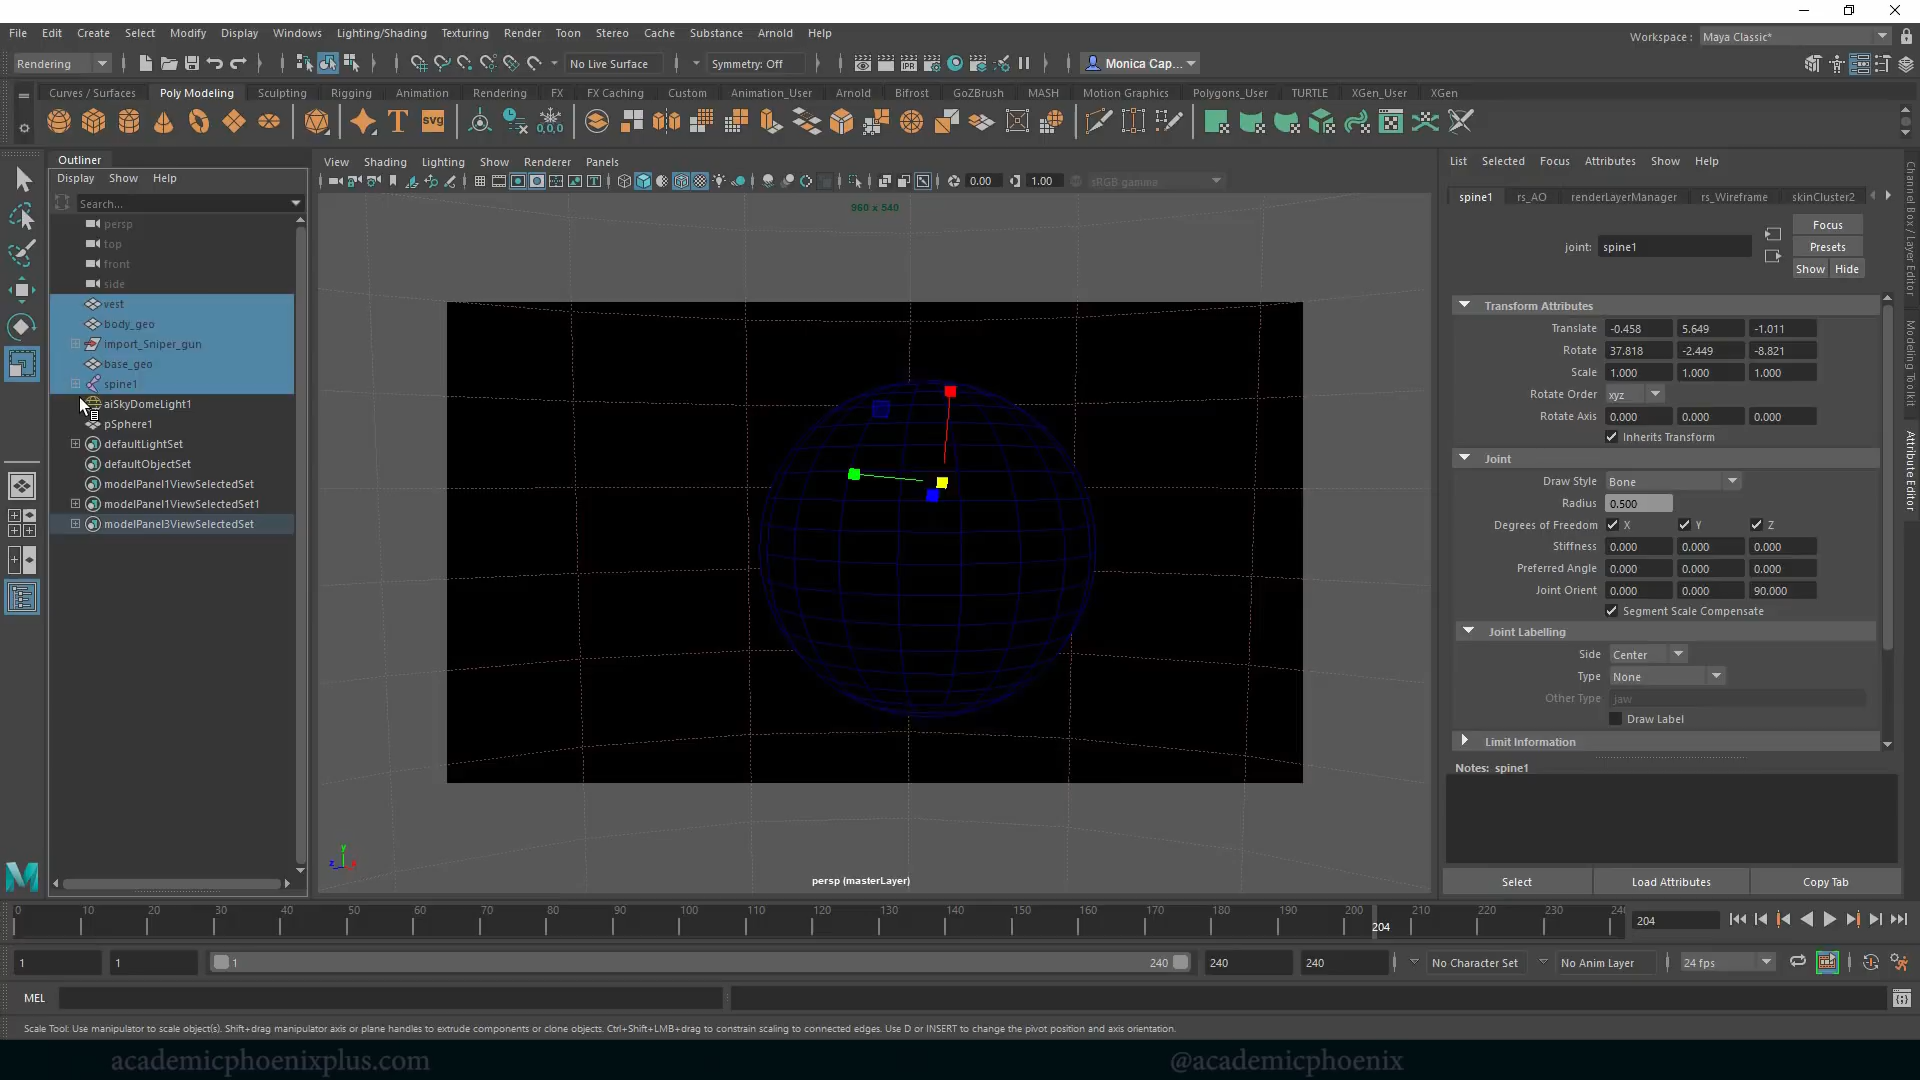 File Edit Create Select Modify Display Windows Lighting/Shading Texturing Render Toon Stereo Cache Substance Arnold Help
Workspace : Maya Classic*
Rendering No Live Surface Symmetry: Off Monica Cap...
Curves / Surfaces Poly Modeling Sculpting Rigging Animation Rendering FX FX Caching Custom Animation_User Arnold Bifrost GoZBrush MASH Motion Graphics Polygons_User TURTLE XGen_User XGen
T svg 0,0,0
Outliner
Display Show Help
Search...
persp
top
front
side
vest
body_geo
import_Sniper_gun
base_geo
spine1
aiSkyDomeLight1
pSphere1
defaultLightSet
defaultObjectSet
modelPanel1ViewSelectedSet
modelPanel1ViewSelectedSet1
modelPanel3ViewSelectedSet
View Shading Lighting Show Renderer Panels
IPR
0.00 1.00 sRGB gamma
960 x 540
y
z x
persp (masterLayer)
List Selected Focus Attributes Show Help
spine1 rs_AO renderLayerManager rs_Wireframe skinCluster2
joint: spine1
Focus
Presets
Show Hide
Transform Attributes
Translate -0.458 5.649 -1.011
Rotate 37.818 -2.449 -8.821
Scale 1.000 1.000 1.000
Rotate Order xyz
Rotate Axis 0.000 0.000 0.000
Inherits Transform
Joint
Draw Style Bone
Radius 0.500
Degrees of Freedom X Y Z
Stiffness 0.000 0.000 0.000
Preferred Angle 0.000 0.000 0.000
Joint Orient 0.000 0.000 90.000
Segment Scale Compensate
Joint Labelling
Side Center
Type None
Other Type jaw
Draw Label
Limit Information
Notes: spine1
Select Load Attributes Copy Tab
Channel Box / Layer Editor
Modeling Toolkit
Attribute Editor
0 10 20 30 40 50 60 70 80 90 100 110 120 130 140 150 160 170 180 190 200 210 220 230 24
204
204
1 1 1 240 240 240 No Character Set No Anim Layer 24 fps
MEL
Scale Tool: Use manipulator to scale object(s). Shift+drag manipulator axis or plane handles to extrude components or clone objects. Ctrl+Shift+LMB+drag to constrain scaling to connected edges. Use D or INSERT to change the pivot position and axis orientation.
academicphoenixplus.com
@academicphoenix